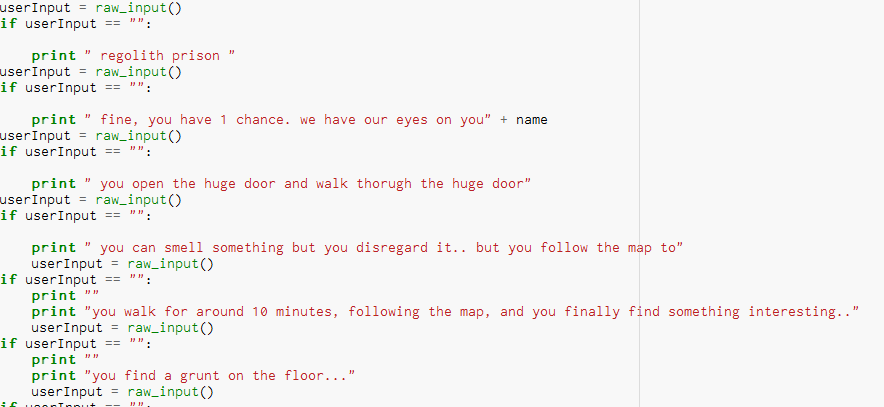 userInput = raw_input()
if userInput == "":
print " regolith prison "
userInput = raw_input()
if userInput == "":
print " fine, you have 1 chance. we have our eyes on you" + name
userInput = raw_input()
if userInput == "":
print " you open the huge door and walk thorugh the huge door"
userInput = raw_input()
if userInput == "":
print " you can smell something but you disregard it.. but you follow the map to"
userInput = raw_input()
if userInput == "":
print ""
print "you walk for around 10 minutes, following the map, and you finally find something interesting.."
userInput = raw_input()
if userInput == "":
print ""
print "you find a grunt on the floor..."
userInput = raw_input()
if userInput == "":